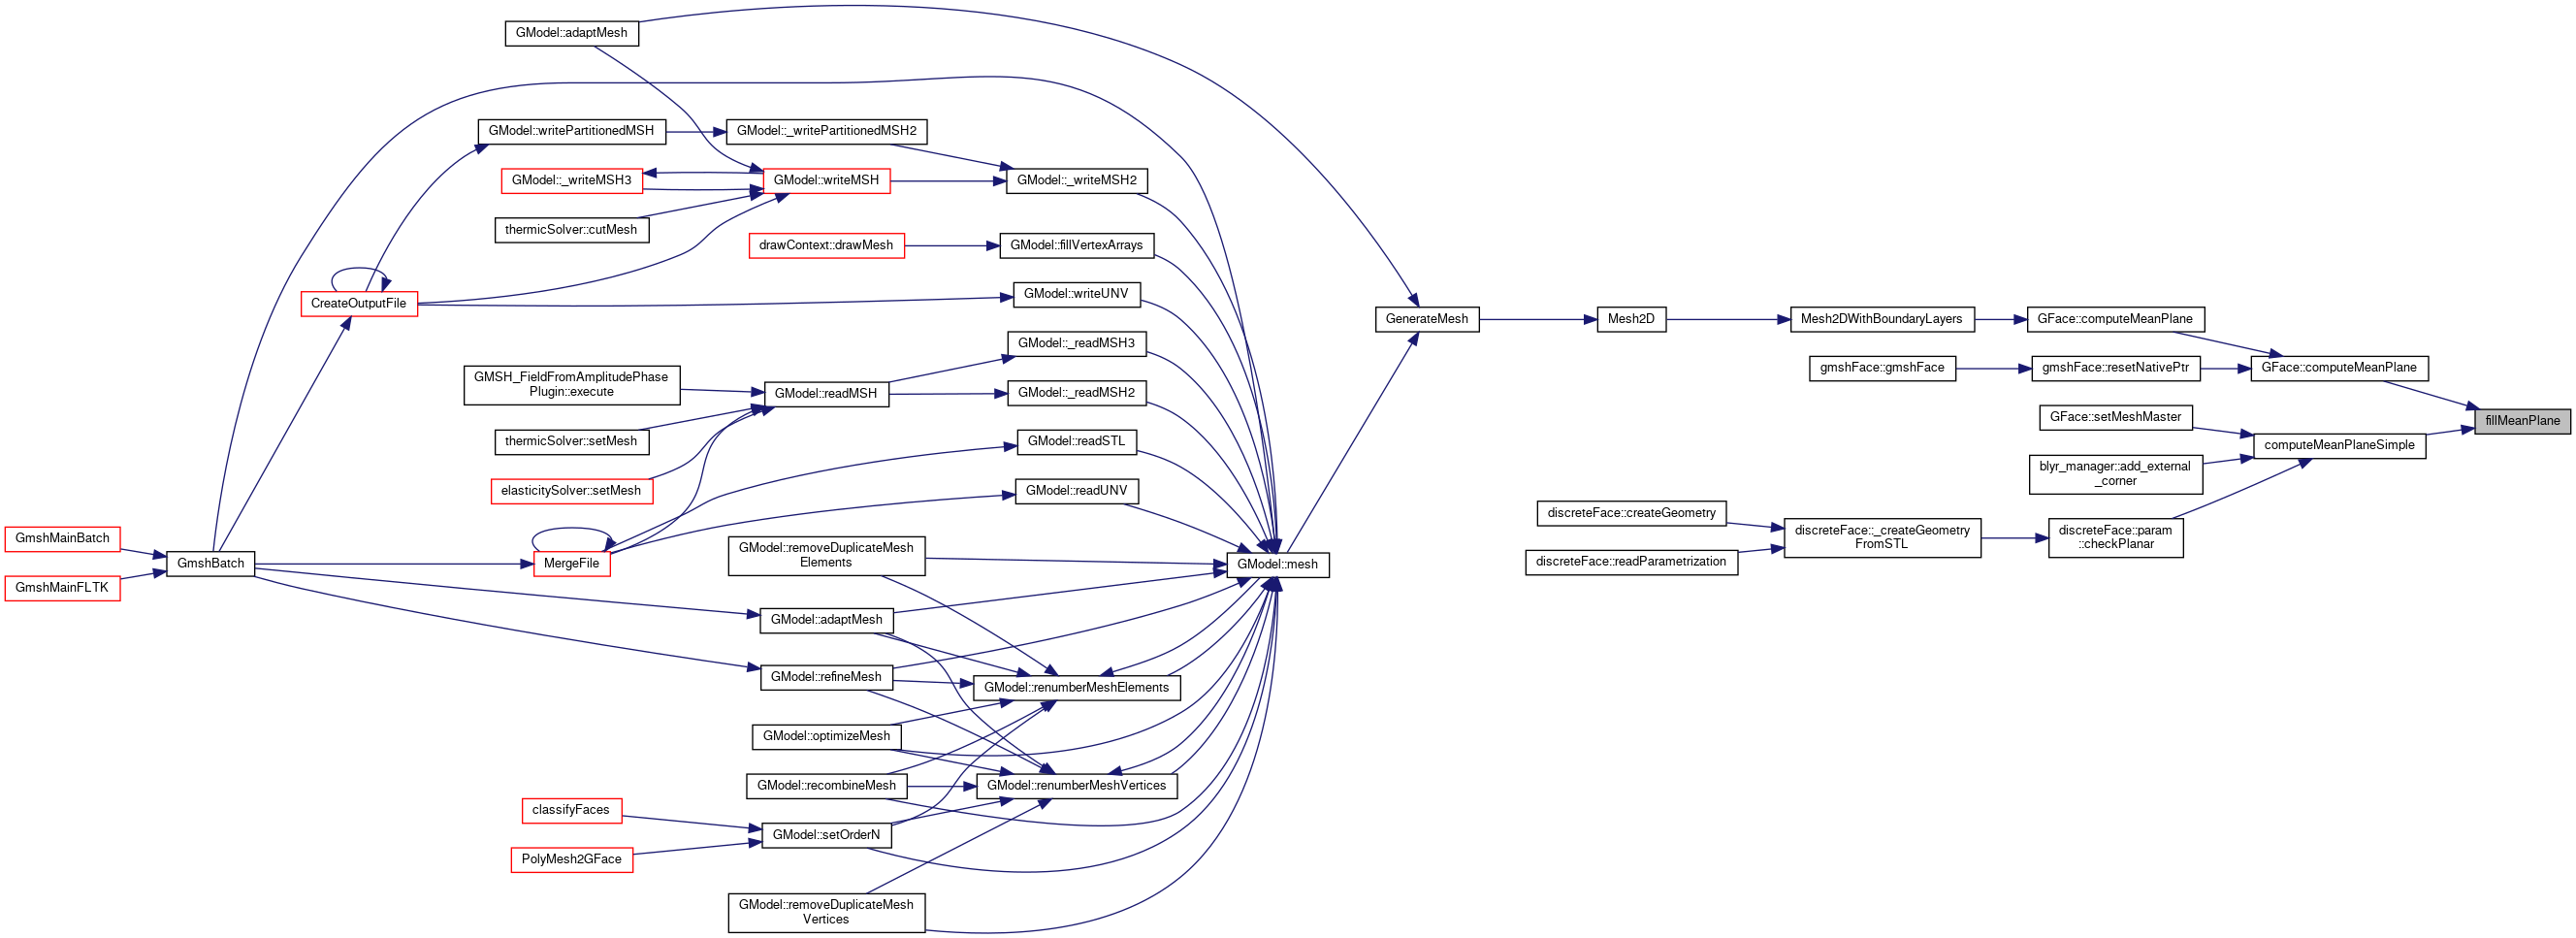 GModel::adaptMesh
GModel::writePartitionedMSH
GModel::_writePartitionedMSH2
GModel::_writeMSH3
GModel::writeMSH
GModel::_writeMSH2
thermicSolver::cutMesh
drawContext::drawMesh
GModel::fillVertexArrays
CreateOutputFile
GModel::writeUNV
GenerateMesh
Mesh2D
Mesh2DWithBoundaryLayers
GFace::computeMeanPlane
GModel::_readMSH3
gmshFace::gmshFace
gmshFace::resetNativePtr
GFace::computeMeanPlane
GMSH_FieldFromAmplitudePhase
Plugin::execute
GModel::readMSH
GModel::_readMSH2
GFace::setMeshMaster
fillMeanPlane
thermicSolver::setMesh
GModel::readSTL
computeMeanPlaneSimple
blyr_manager::add_external
_corner
elasticitySolver::setMesh
GModel::readUNV
discreteFace::createGeometry
GmshMainBatch
GModel::removeDuplicateMesh
Elements
discreteFace::_createGeometry
FromSTL
discreteFace::param
::checkPlanar
GmshBatch
MergeFile
GModel::mesh
discreteFace::readParametrization
GmshMainFLTK
GModel::adaptMesh
GModel::refineMesh
GModel::renumberMeshElements
GModel::optimizeMesh
GModel::recombineMesh
GModel::renumberMeshVertices
classifyFaces
GModel::setOrderN
PolyMesh2GFace
GModel::removeDuplicateMesh
Vertices